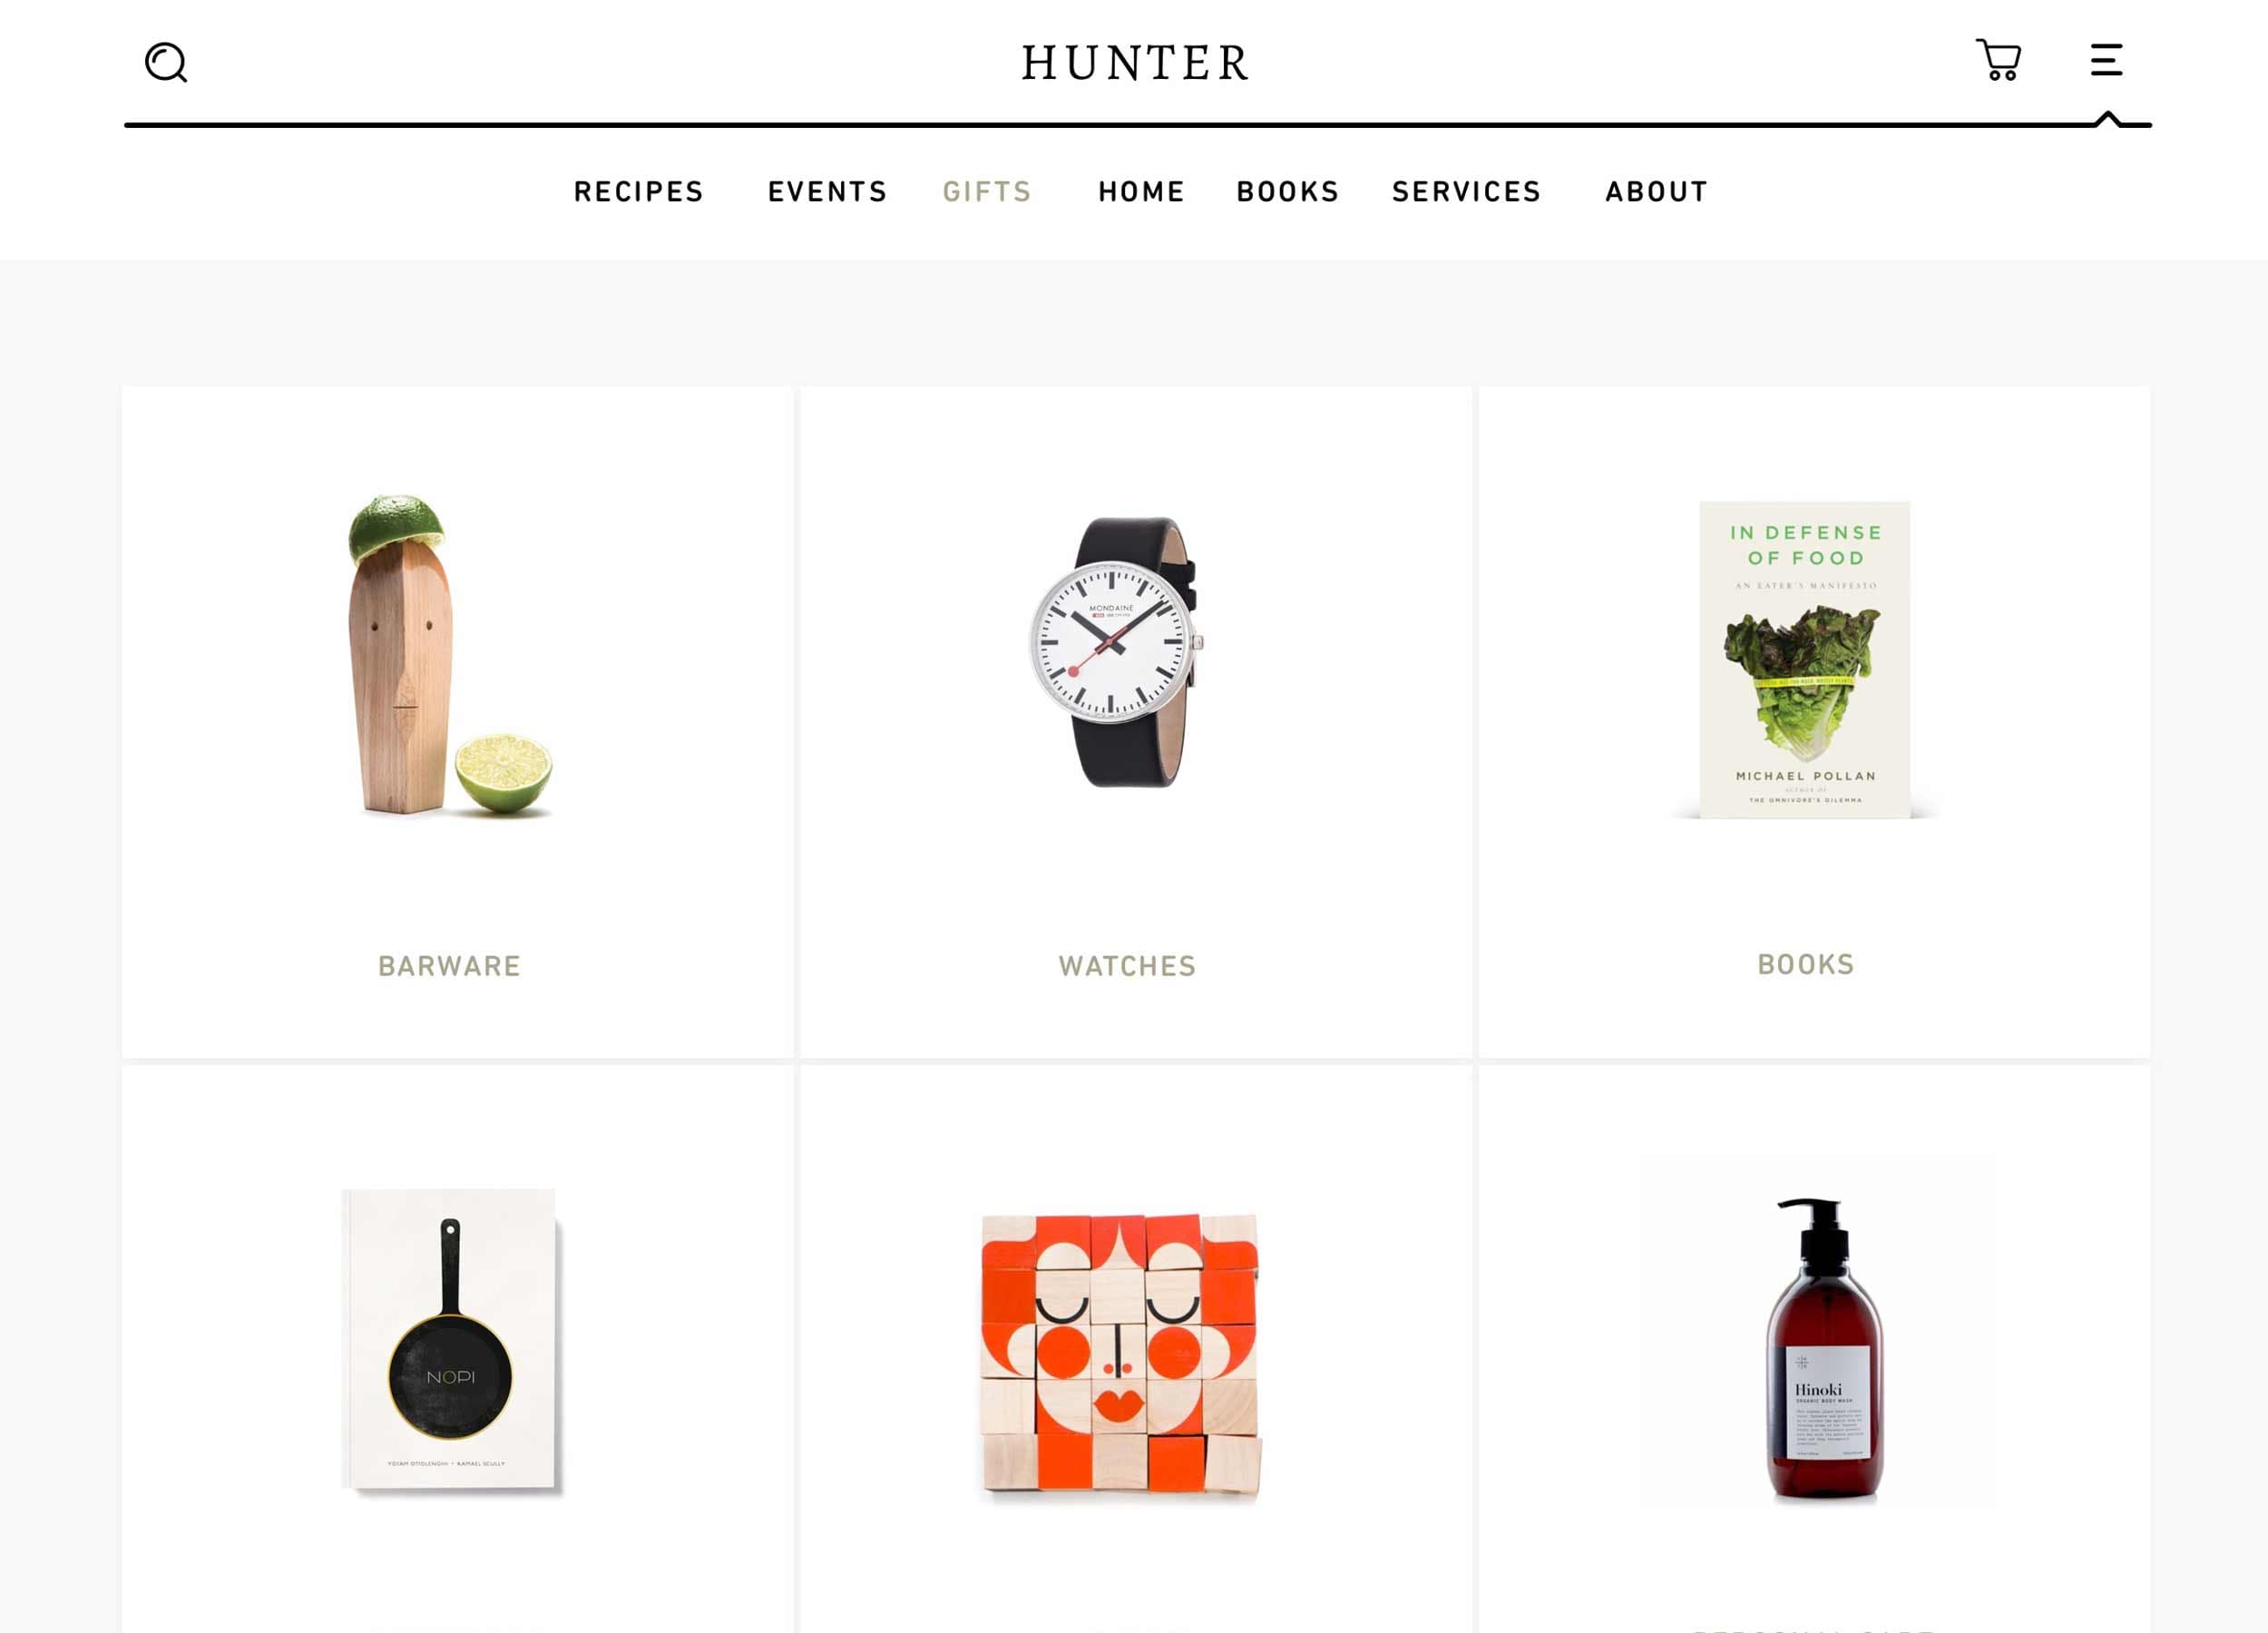 HUNTER
RECIPES EVENTS GIFTS HOME BOOKS SERVICES ABOUT
MONDAINE
IN DEFENSE
OF FOOD
AN EATER'S MANIFESTO
MICHAEL POLLAN
AUTHOR OF
THE OMNIVORE'S DILEMMA
BARWARE
WATCHES
BOOKS
NOPI
YOTAM OTTOLENGHI • RAMAEL SCULLY
Hinoki
ORGANIC BODY WASH